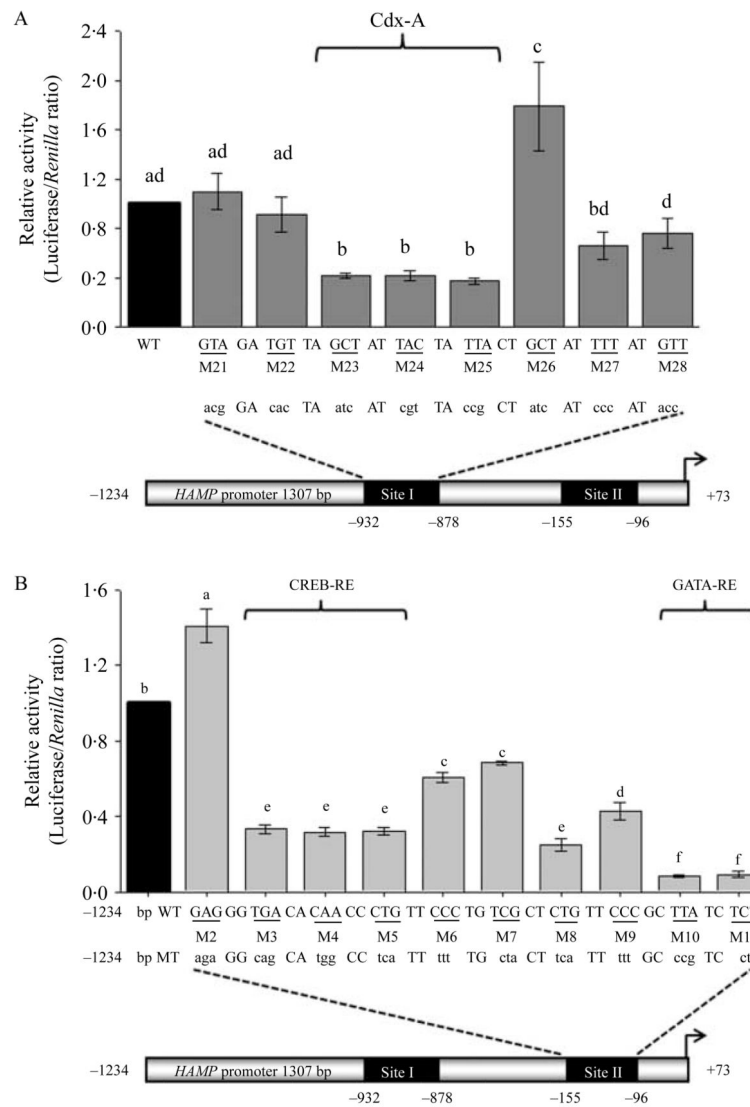 A
Cdx-A
Relative activity
(Luciferase/Renilla ratio)
2·4
2·0
1·6
1·2
0·8
0·2
0·0
ad
ad
ad
b
b
b
c
bd
d
WT GTA GA TGT TA GCT AT TAC TA TTA CT GCT AT TTT AT GTT
M21 M22 M23 M24 M25 M26 M27 M28
acg GA cac TA atc AT cgt TA ccg CT atc AT ccc AT acc
−1234 HAMP promoter 1307 bp Site I Site II +73
−932 −878 −155 −96
B
CREB-RE GATA-RE
Relative activity
(Luciferase/Renilla ratio)
1·6
1·2
0·8
0·4
0·0
b
a
e
e
e
c
c
e
d
f
f
−1234 bp WT GAG GG TGA CA CAA CC CTG TT CCC TG TCG CT CTG TT CCC GC TTA TC
M2 M3 M4 M5 M6 M7 M8 M9 M10
−1234 bp MT aga GG cag CA tgg CC tca TT ttt TG cta CT tca TT ttt GC ccg TC
−1234 HAMP promoter 1307 bp Site I Site II +73
−932 −878 −155 −96